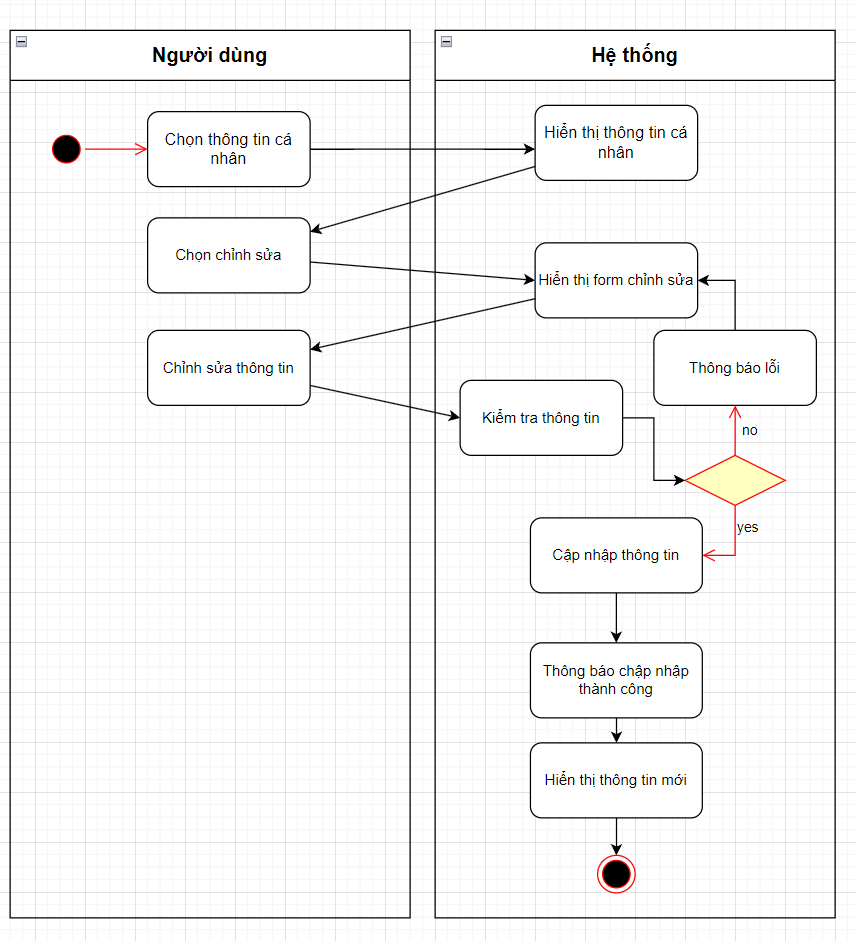 Người dùng
Hệ thống
Chọn thông tin cá
nhân
Hiển thị thông tin cá
nhân
Chọn chỉnh sửa
Hiển thị form chỉnh sửa
Chỉnh sửa thông tin
Thông báo lỗi
Kiểm tra thông tin
no
yes
Cập nhập thông tin
Thông báo chập nhập
thành công
Hiển thị thông tin mới